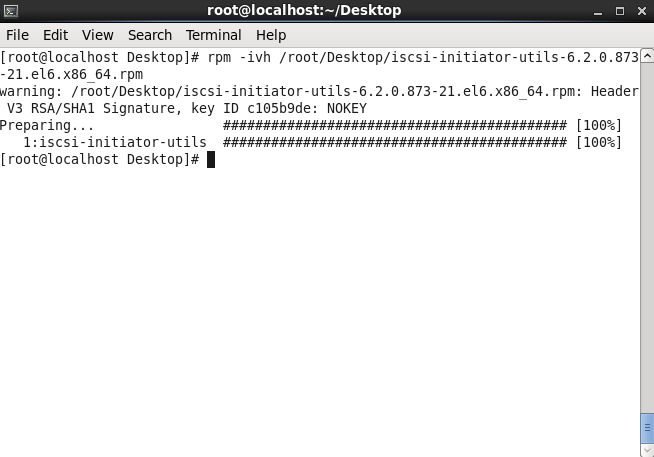 root@localhost:~/Desktop
File Edit View Search Terminal Help
[root@localhost Desktop]# rpm -ivh /root/Desktop/iscsi-initiator-utils-6.2.0.873
-21.el6.x86_64.rpm
warning: /root/Desktop/iscsi-initiator-utils-6.2.0.873-21.el6.x86_64.rpm: Header
 V3 RSA/SHA1 Signature, key ID c105b9de: NOKEY
Preparing...                ########################################### [100%]
   1:iscsi-initiator-utils  ########################################### [100%]
[root@localhost Desktop]#